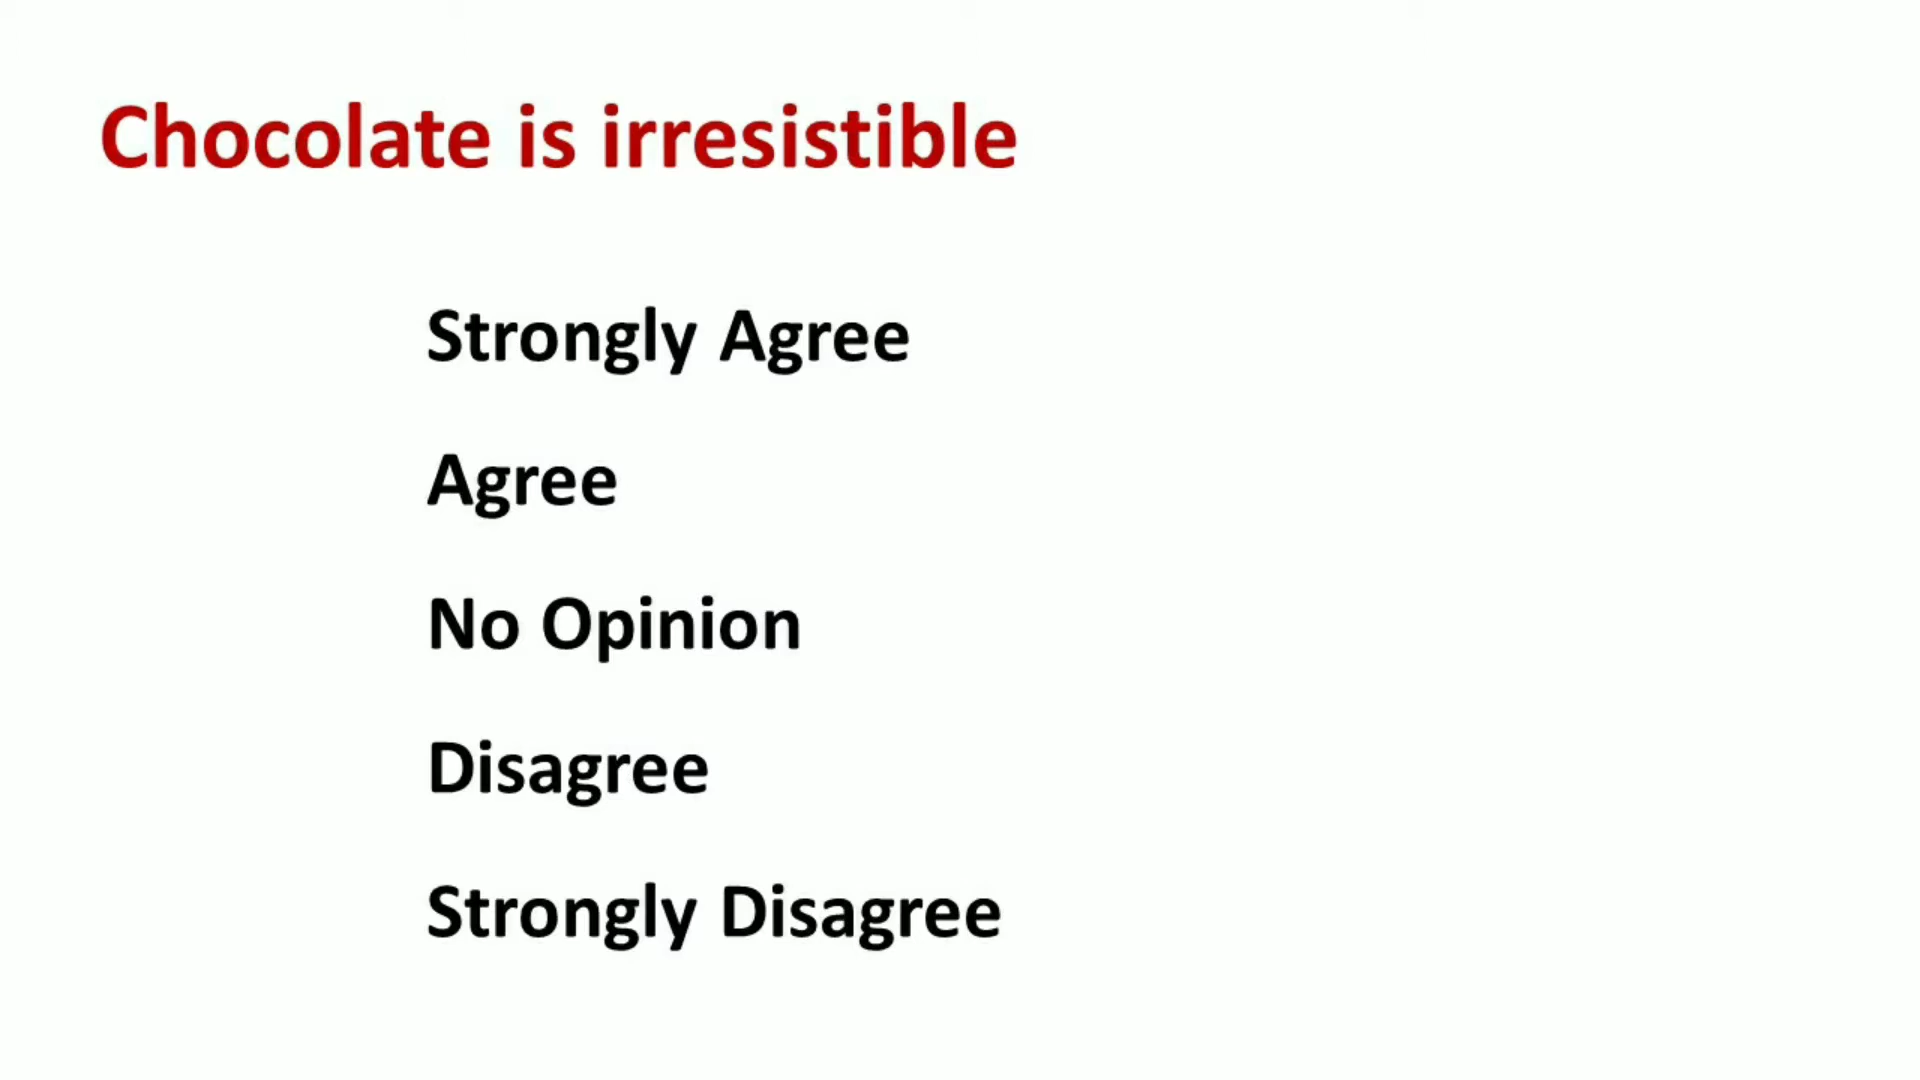 Chocolate is irresistible
Strongly Agree
Agree
No Opinion
Disagree
Strongly Disagree